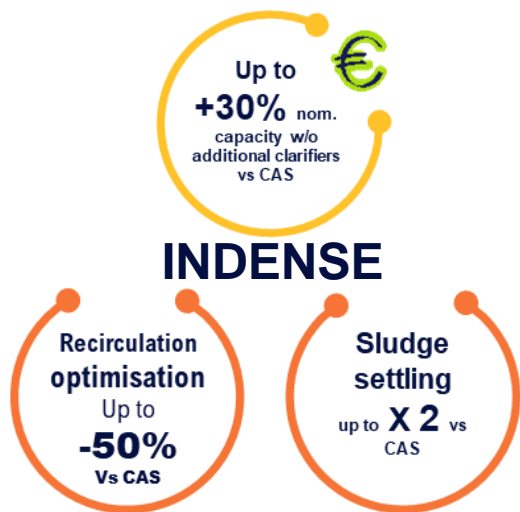 Up to
+30% nom.
capacity w/o
additional clarifiers
vs CAS
€
INDENSE
Recirculation
optimisation
Up to
-50%
Vs CAS
Sludge
settling
up to X 2 vs
CAS